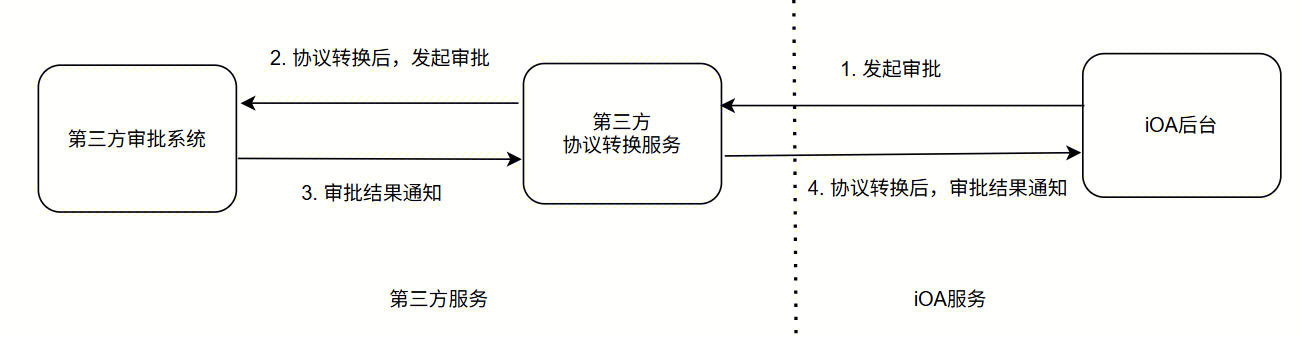 2. 协议转换后，发起审批
1. 发起审批
第三方审批系统
第三方
协议转换服务
iOA后台
3. 审批结果通知
4. 协议转换后，审批结果通知
第三方服务
iOA服务